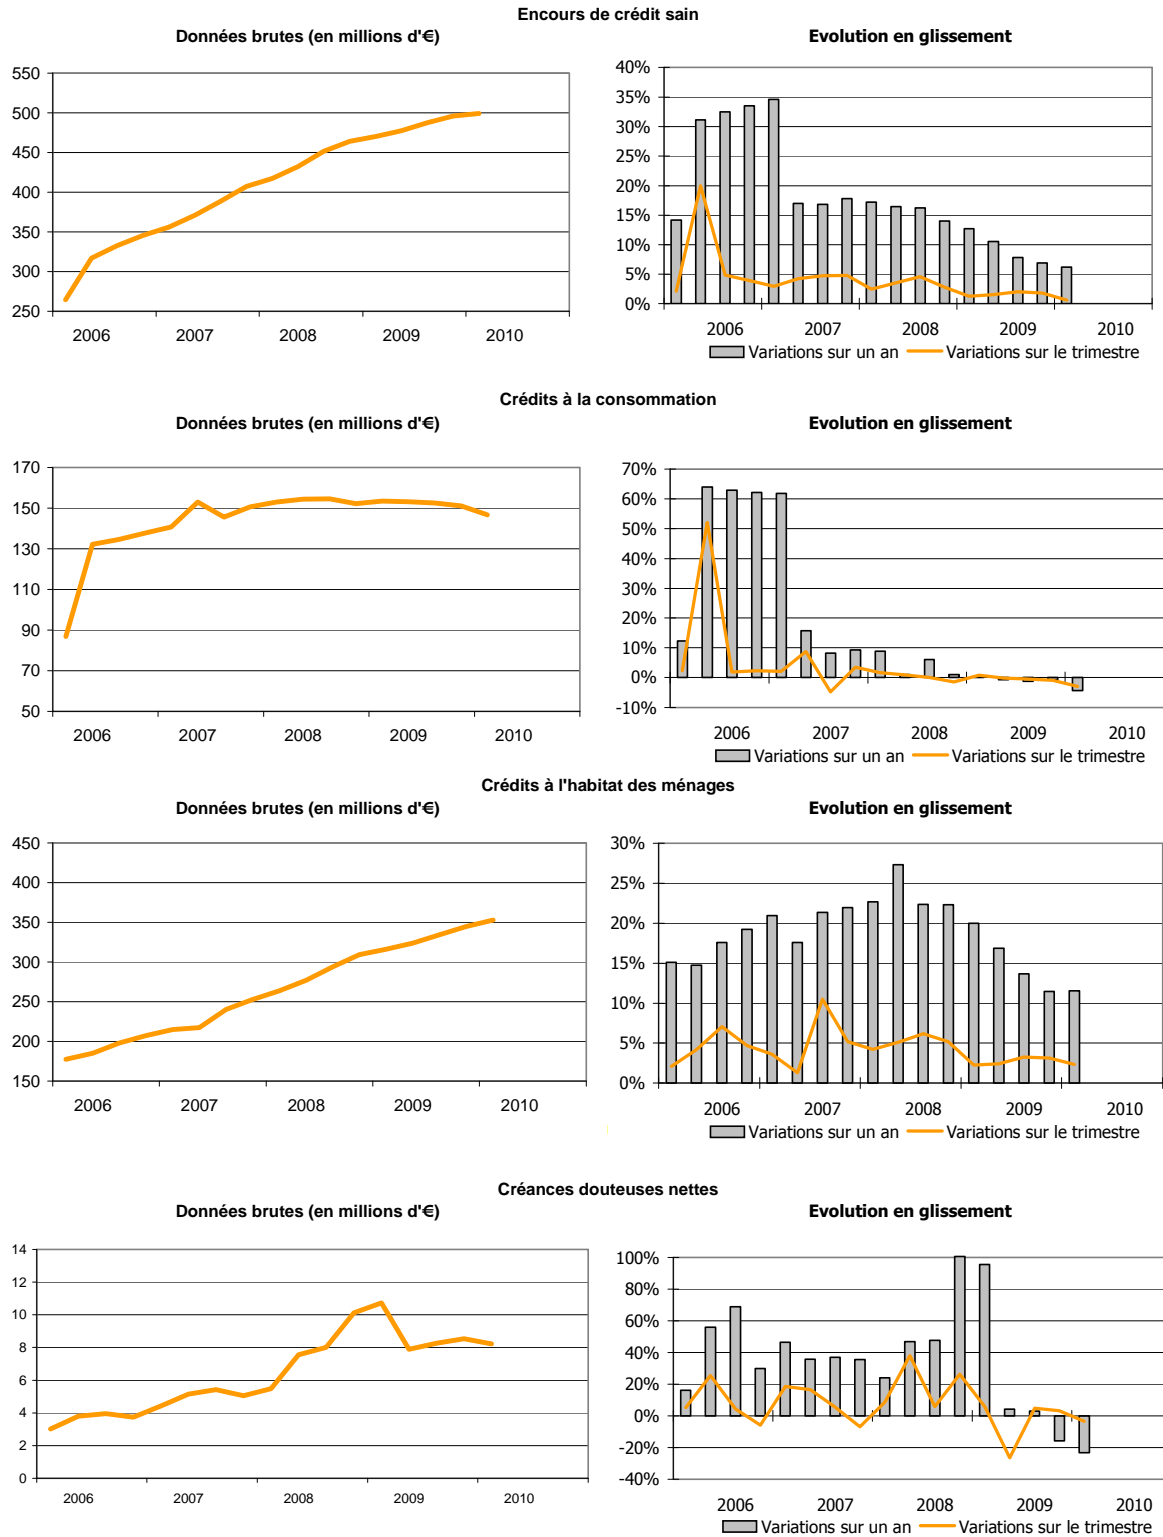 Encours de crédit sain
Données brutes (en millions d'€)
Evolution en glissement
550
500
450
400
350
300
250
2006 2007 2008 2009 2010
40%
35%
30%
25%
20%
15%
10%
5%
0%
2006 2007 2008 2009 2010
Variations sur un an Variations sur le trimestre
Crédits à la consommation
Données brutes (en millions d'€)
Evolution en glissement
170
150
130
110
90
70
50
2006 2007 2008 2009 2010
70%
60%
50%
40%
30%
20%
10%
0%
-10%
2006 2007 2008 2009 2010
Variations sur un an Variations sur le trimestre
Crédits à l'habitat des ménages
Données brutes (en millions d'€)
Evolution en glissement
450
400
350
300
250
200
150
2006 2007 2008 2009 2010
30%
25%
20%
15%
10%
5%
0%
2006 2007 2008 2009 2010
Variations sur un an Variations sur le trimestre
Créances douteuses nettes
Données brutes (en millions d'€)
Evolution en glissement
14
12
10
8
6
4
2
0
2006 2007 2008 2009 2010
100%
80%
60%
40%
20%
0%
-20%
-40%
2006 2007 2008 2009 2010
Variations sur un an Variations sur le trimestre